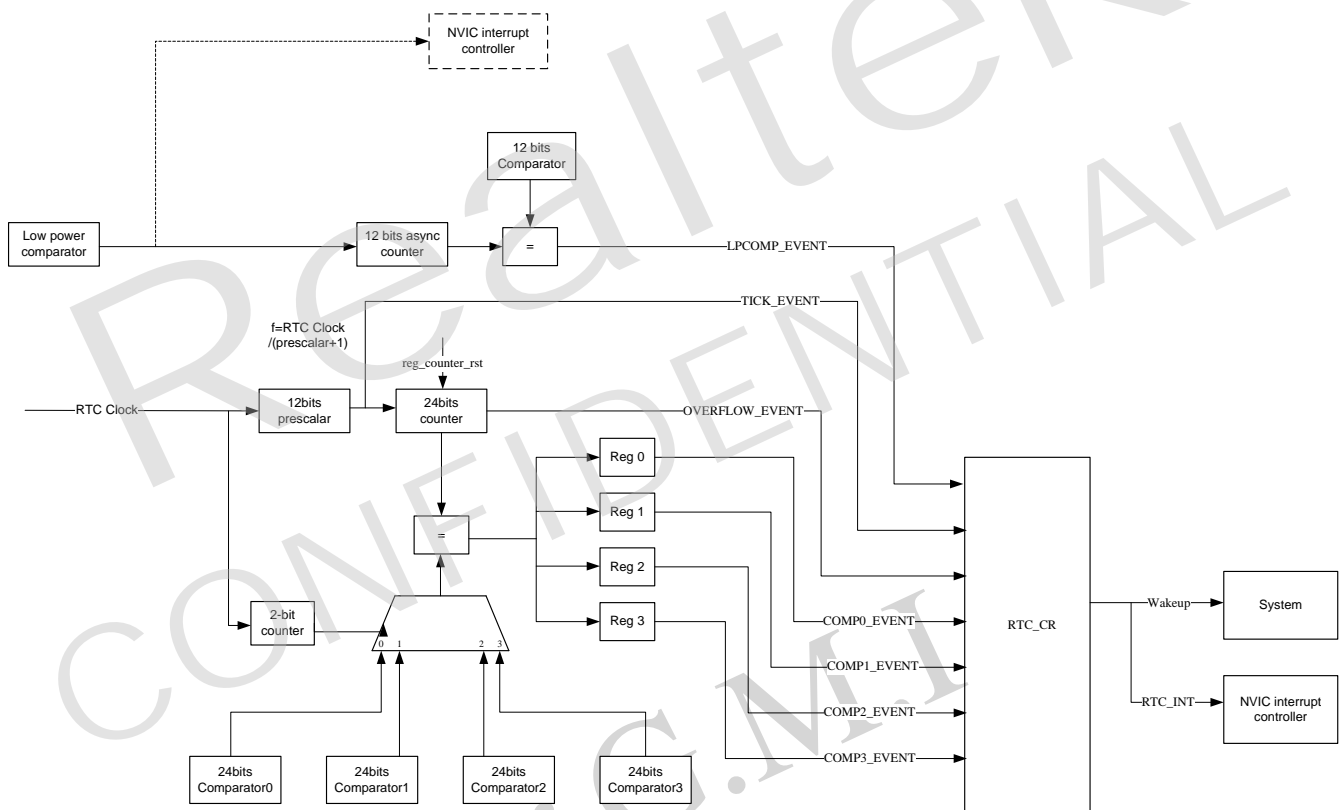 NVIC interrupt
controller
12 bits
Comparator
Low power
comparator
12 bits async
counter
=
LPCOMP_EVENT
TICK_EVENT
f=RTC Clock
/(prescalar+1)
reg_counter_rst
RTC Clock
12bits
prescalar
24bits
counter
OVERFLOW_EVENT
Reg 0
Reg 1
=
Reg 2
Reg 3
2-bit
counter
0 1 2 3
COMP0_EVENT
COMP1_EVENT
COMP2_EVENT
COMP3_EVENT
RTC_CR
Wakeup
System
RTC_INT
NVIC interrupt
controller
24bits
Comparator0
24bits
Comparator1
24bits
Comparator2
24bits
Comparator3
CONFIDENTIAL